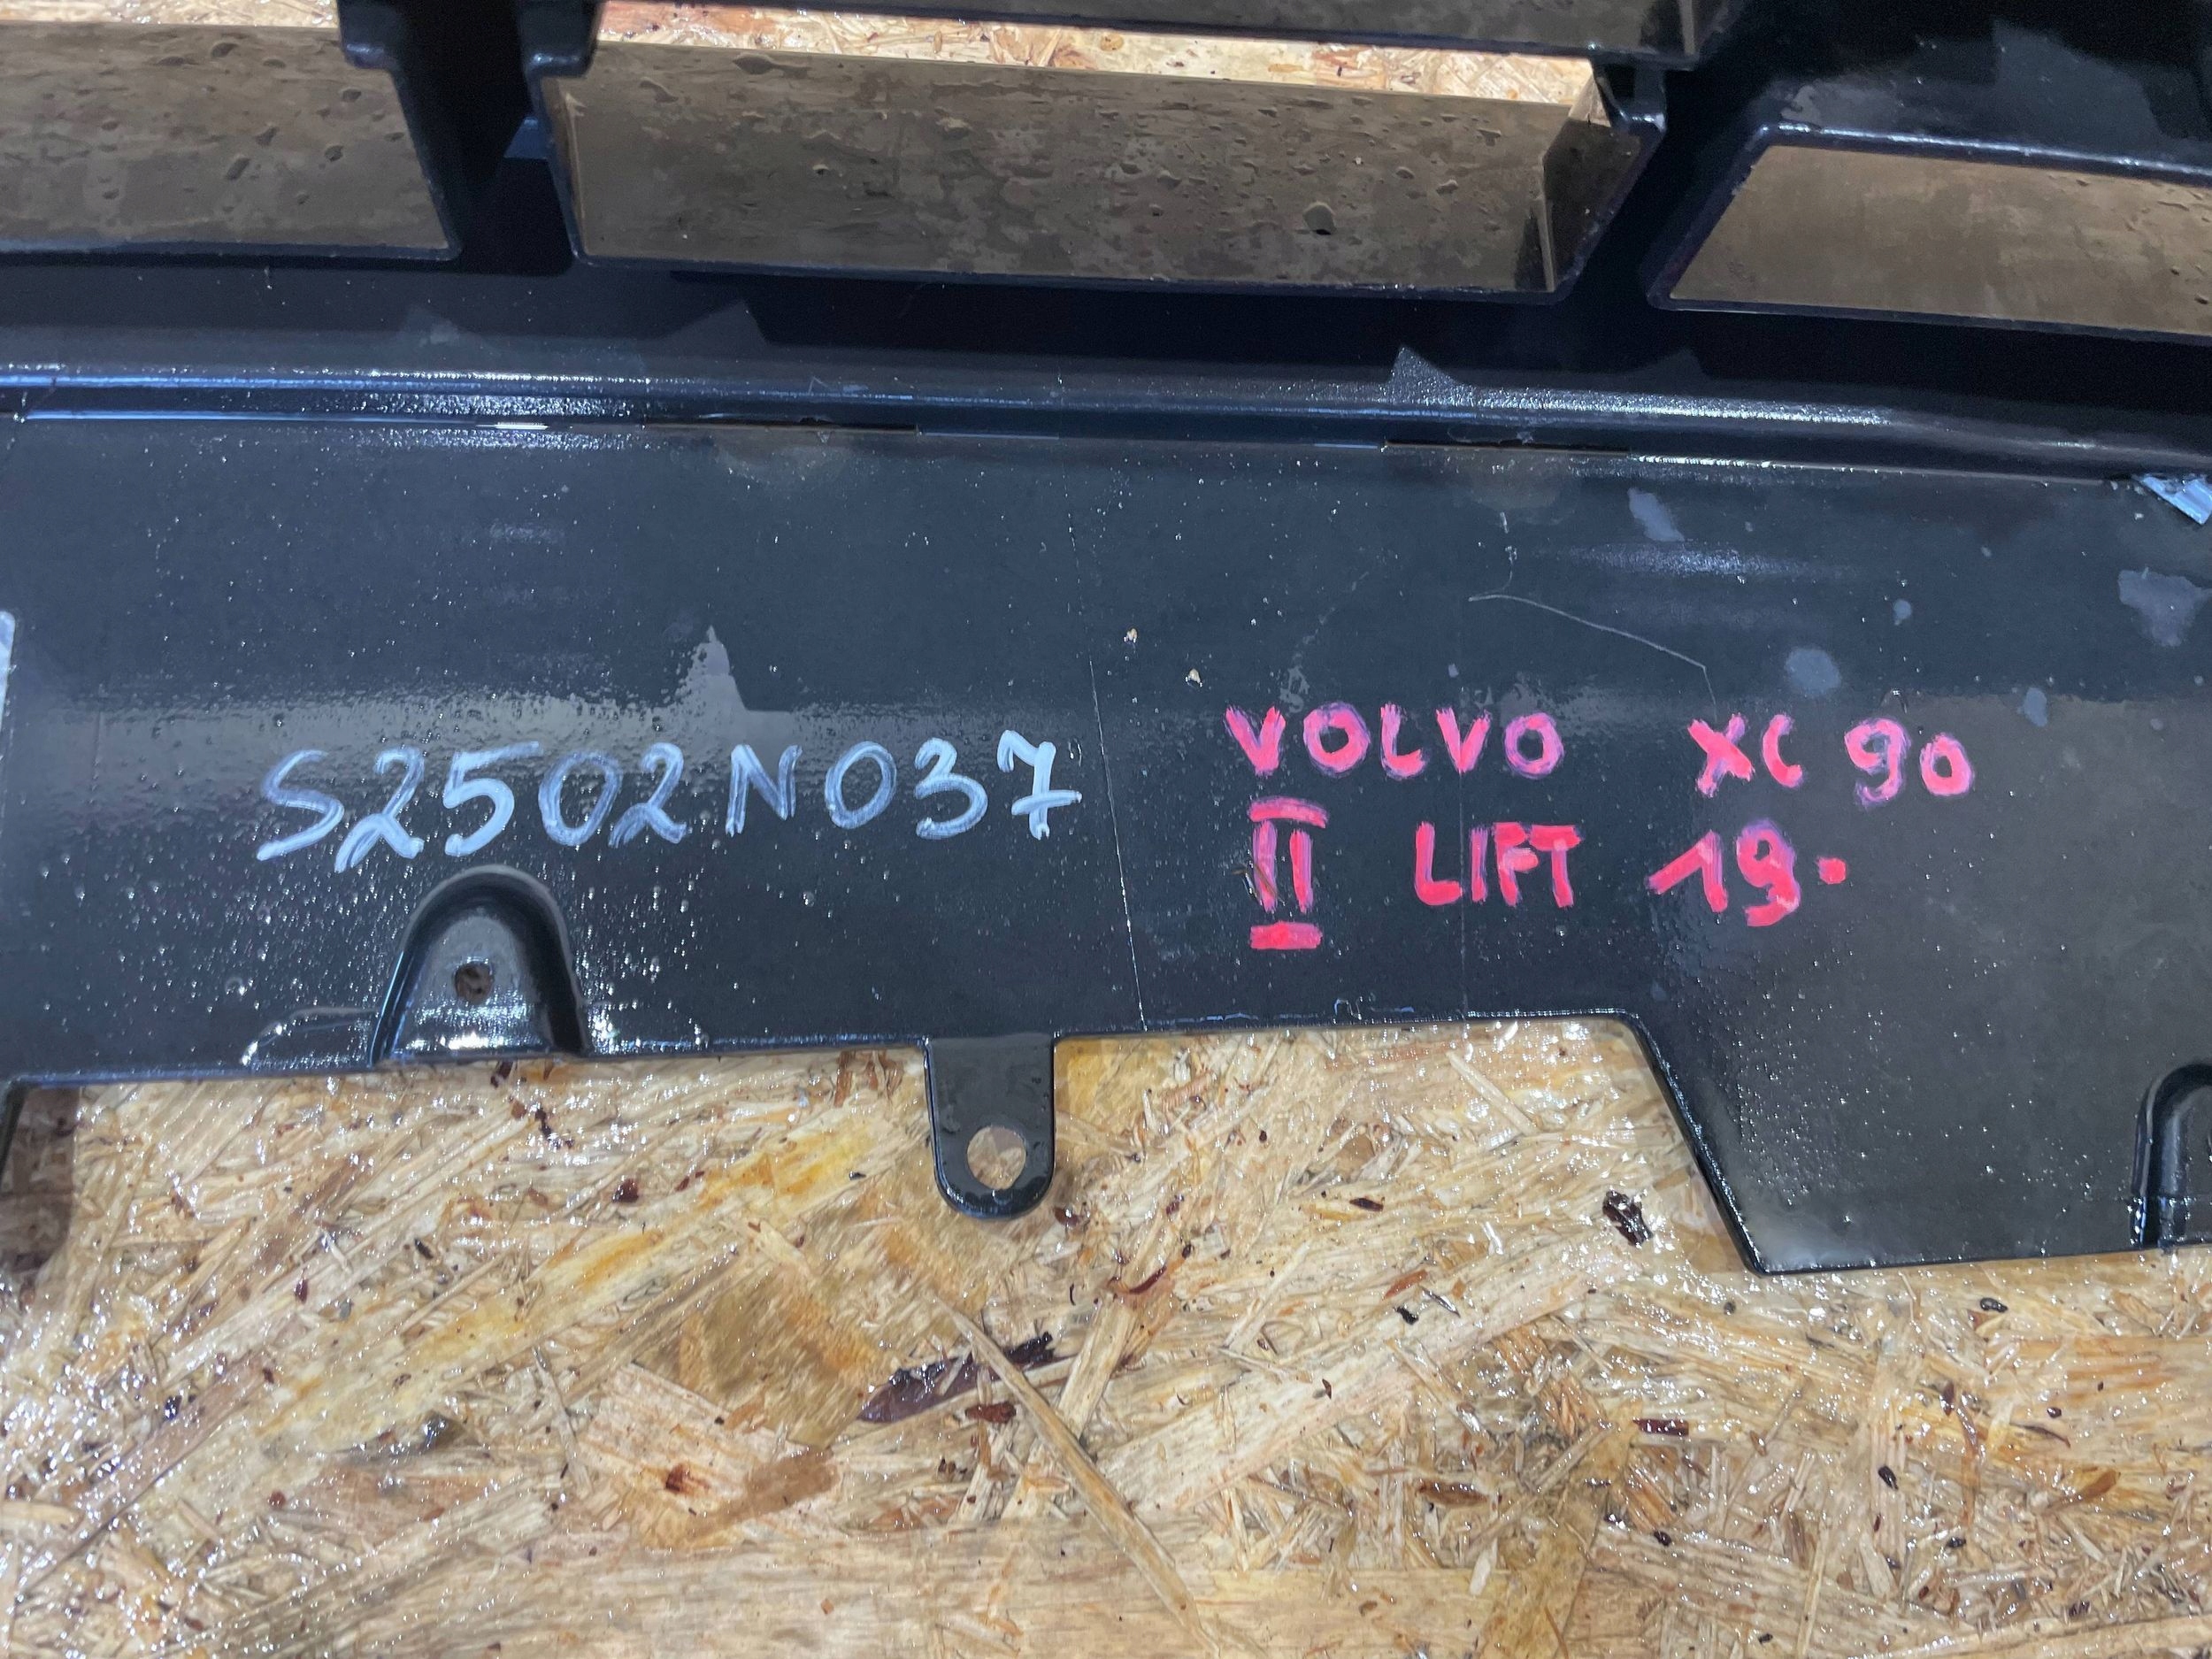 S2502N037
VOLVO XC 90
II LIFT 19.